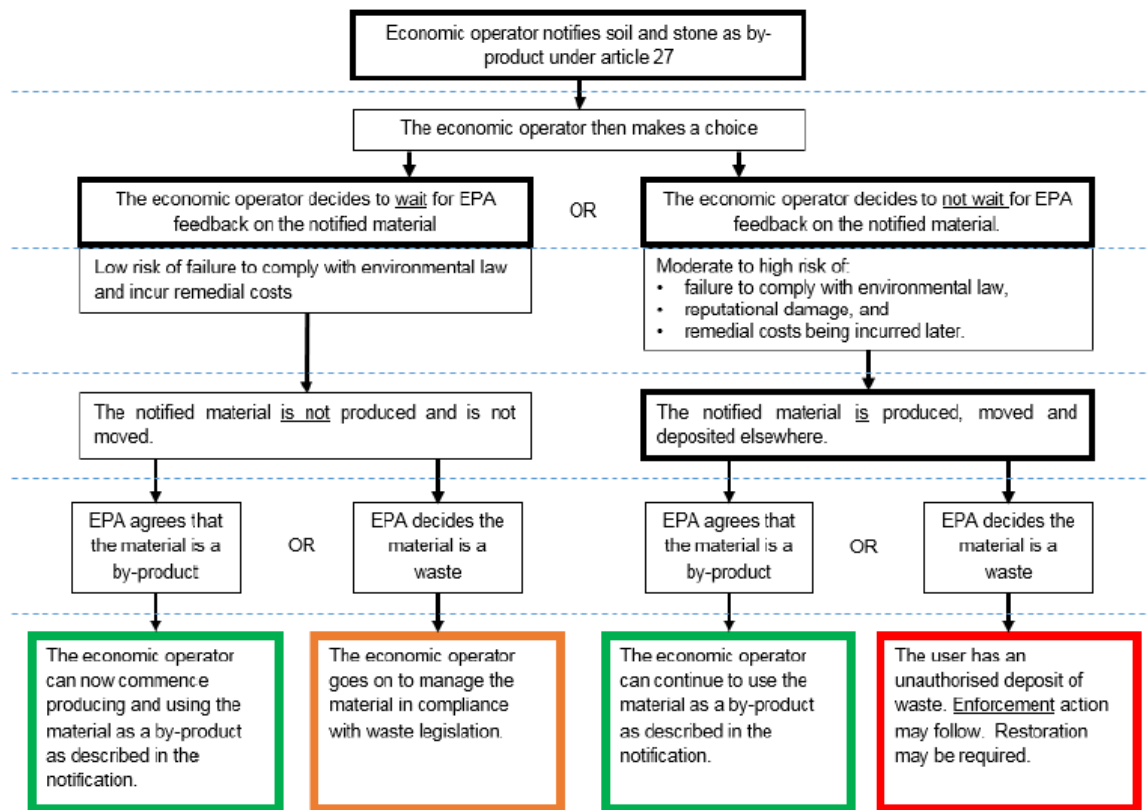 Economic operator notifies soil and stone as by-
product under article 27
The economic operator then makes a choice
The economic operator decides to wait for EPA
feedback on the notified material
OR
The economic operator decides to not wait for EPA
feedback on the notified material.
Low risk of failure to comply with environmental law
and incur remedial costs
Moderate to high risk of:
• failure to comply with environmental law,
• reputational damage, and
• remedial costs being incurred later.
The notified material is not produced and is not
moved.
The notified material is produced, moved and
deposited elsewhere.
EPA agrees that
the material is a
by-product
OR
EPA decides the
material is a
waste
EPA agrees that
the material is a
by-product
OR
EPA decides the
material is a
waste
The economic operator
can now commence
producing and using the
material as a by-product
as described in the
notification.
The economic operator
goes on to manage the
material in compliance
with waste legislation.
The economic operator
can continue to use the
material as a by-product
as described in the
notification.
The user has an
unauthorised deposit of
waste. Enforcement action
may follow. Restoration
may be required.